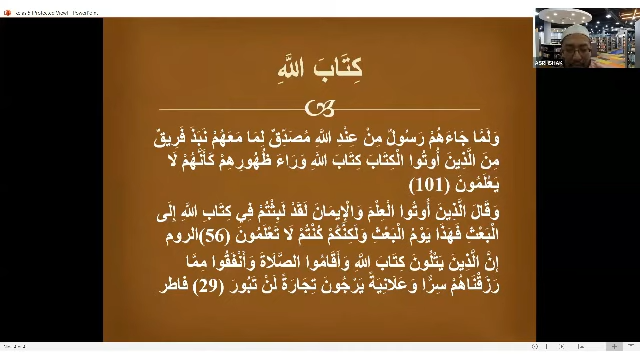 كِتَابَ اللَّهِ
وَلَمَّا جَاءَهُمْ رَسُولٌ مِنْ عِنْدِ اللَّهِ مُصَدِّقٌ لِمَا مَعَهُمْ نَبَذَ فَرِيقٌ
مِنَ الَّذِينَ أُوتُوا الْكِتَابَ كِتَابَ اللَّهِ وَرَاءَ ظُهُورِهِمْ كَأَنَّهُمْ لَا
يَعْلَمُونَ (101)
وَقَالَ الَّذِينَ أُوتُوا الْعِلْمَ وَالْإِيمَانَ لَقَدْ لَبِثْتُمْ فِي كِتَابِ اللَّهِ إِلَى
الْبَعْثِ فَهَذَا يَوْمُ الْبَعْثِ وَلَكِنَّكُمْ كُنْتُمْ لَا تَعْلَمُونَ (56)الروم
إِنَّ الَّذِينَ يَتْلُونَ كِتَابَ اللَّهِ وَأَقَامُوا الصَّلَاةَ وَأَنْفَقُوا مِمَّا
رَزَقْنَاهُمْ سِرًّا وَعَلَانِيَةً يَرْجُونَ تِجَارَةً لَنْ تَبُورَ (29) فاطر